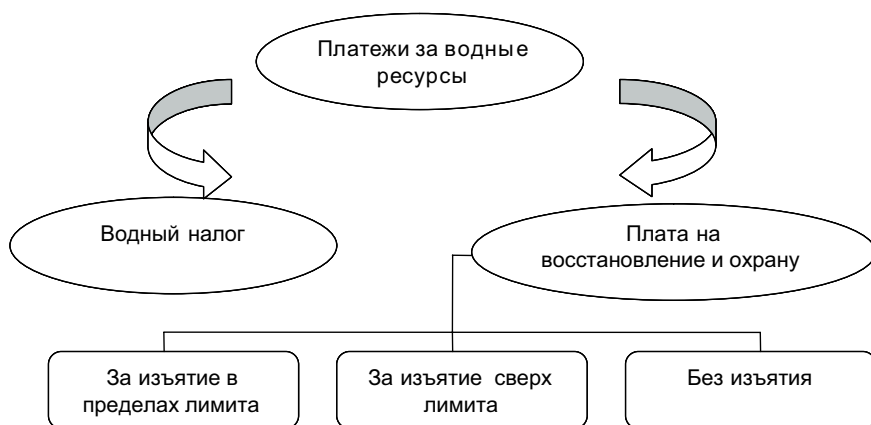 Платежи за водные
ресурсы
Водный налог
Плата на
восстановление и охрану
За изъятие в
пределах лимита
За изъятие сверх
лимита
Без изъятия